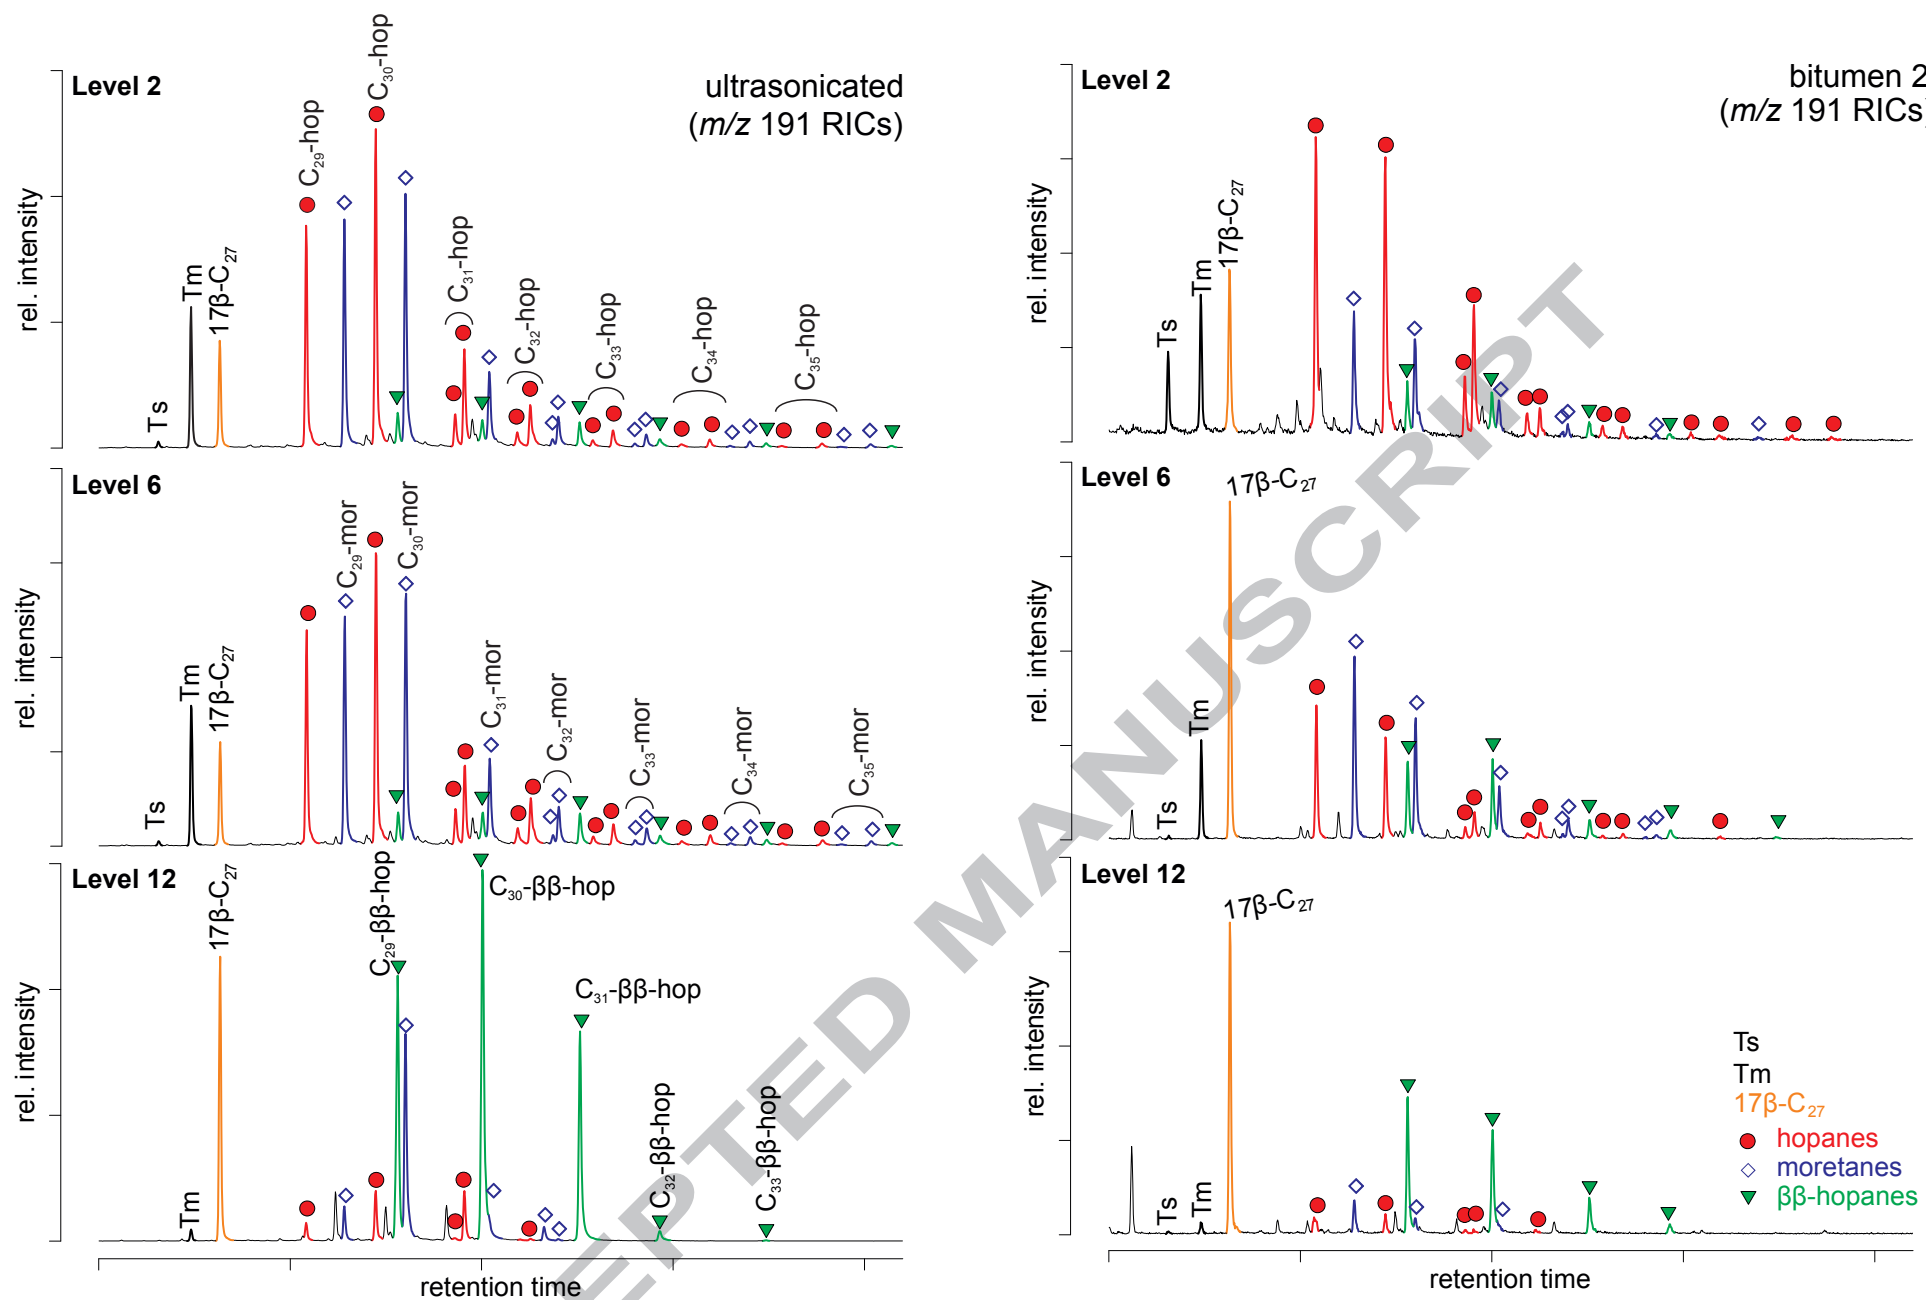 Level 2
C29-hop
C30-hop
ultrasonicated
(m/z 191 RICs)
rel. intensity
Ts
Tm
17β-C27
C31-hop
C32-hop
C33-hop
C34-hop
C35-hop
Level 6
rel. intensity
Ts
Tm
17β-C27
C29-mor
C30-mor
C31-mor
C32-mor
C33-mor
C34-mor
C35-mor
Level 12
rel. intensity
Tm
17β-C27
C29-ββ-hop
C30-ββ-hop
C31-ββ-hop
C32-ββ-hop
C33-ββ-hop
retention time
Level 2
bitumen 2
(m/z 191 RICs)
rel. intensity
Ts
Tm
17β-C27
Level 6
rel. intensity
Ts
Tm
17β-C27
Level 12
rel. intensity
Ts
Tm
17β-C27
Ts
Tm
17β-C27
hopanes
moretanes
ββ-hopanes
retention time
EPTED MANUSCRIPT